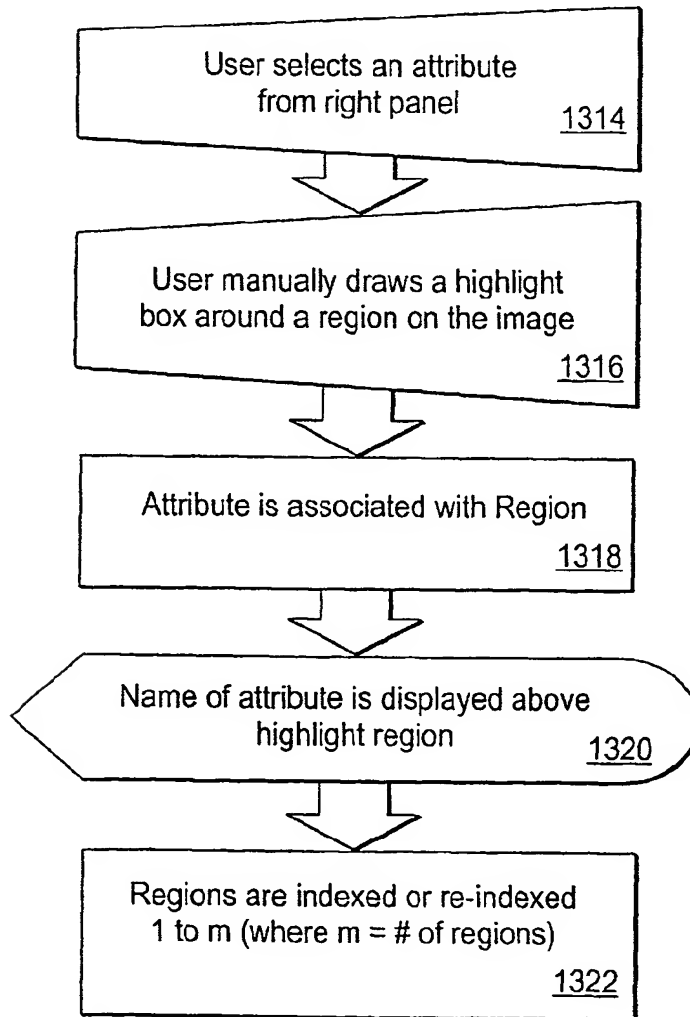 User selects an attribute
from right panel
1314
User manually draws a highlight
box around a region on the image
1316
Attribute is associated with Region
1318
Name of attribute is displayed above
highlight region
1320
Regions are indexed or re-indexed
1 to m (where m = # of regions)
1322